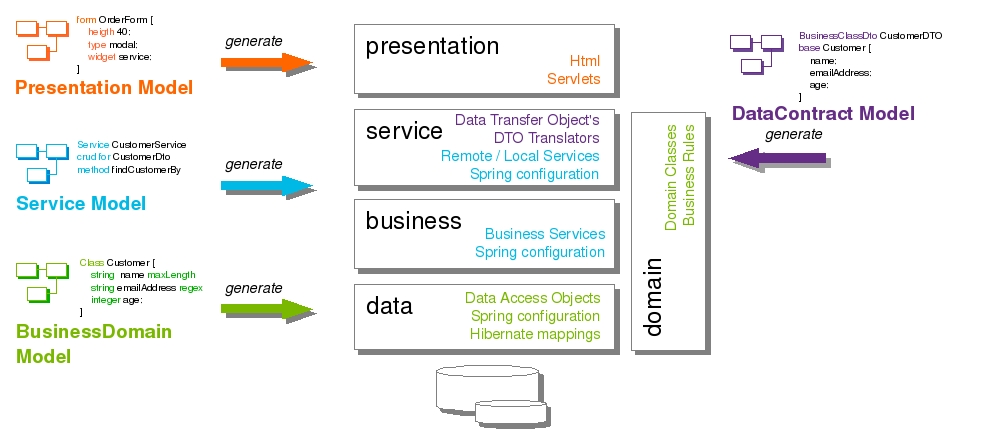 form OrderForm [
heigth 40:
type modal:
widget service:
]
Presentation Model
generate
presentation
Html
Servlets
BusinessClassDto CustomerDTO
base Customer [
name:
emailAddress:
age:
]
DataContract Model
generate
Service CustomerService
crud for CustomerDto
method findCustomerBy
Service Model
generate
service
Data Transfer Object's
DTO Translators
Remote / Local Services
Spring configuration
business
Business Services
Spring configuration
Class Customer [
string name maxLength
string emailAddress regex
integer age:
]
BusinessDomain
Model
generate
data
Data Access Objects
Spring configuration
Hibernate mappings
domain
Domain Classes
Business Rules